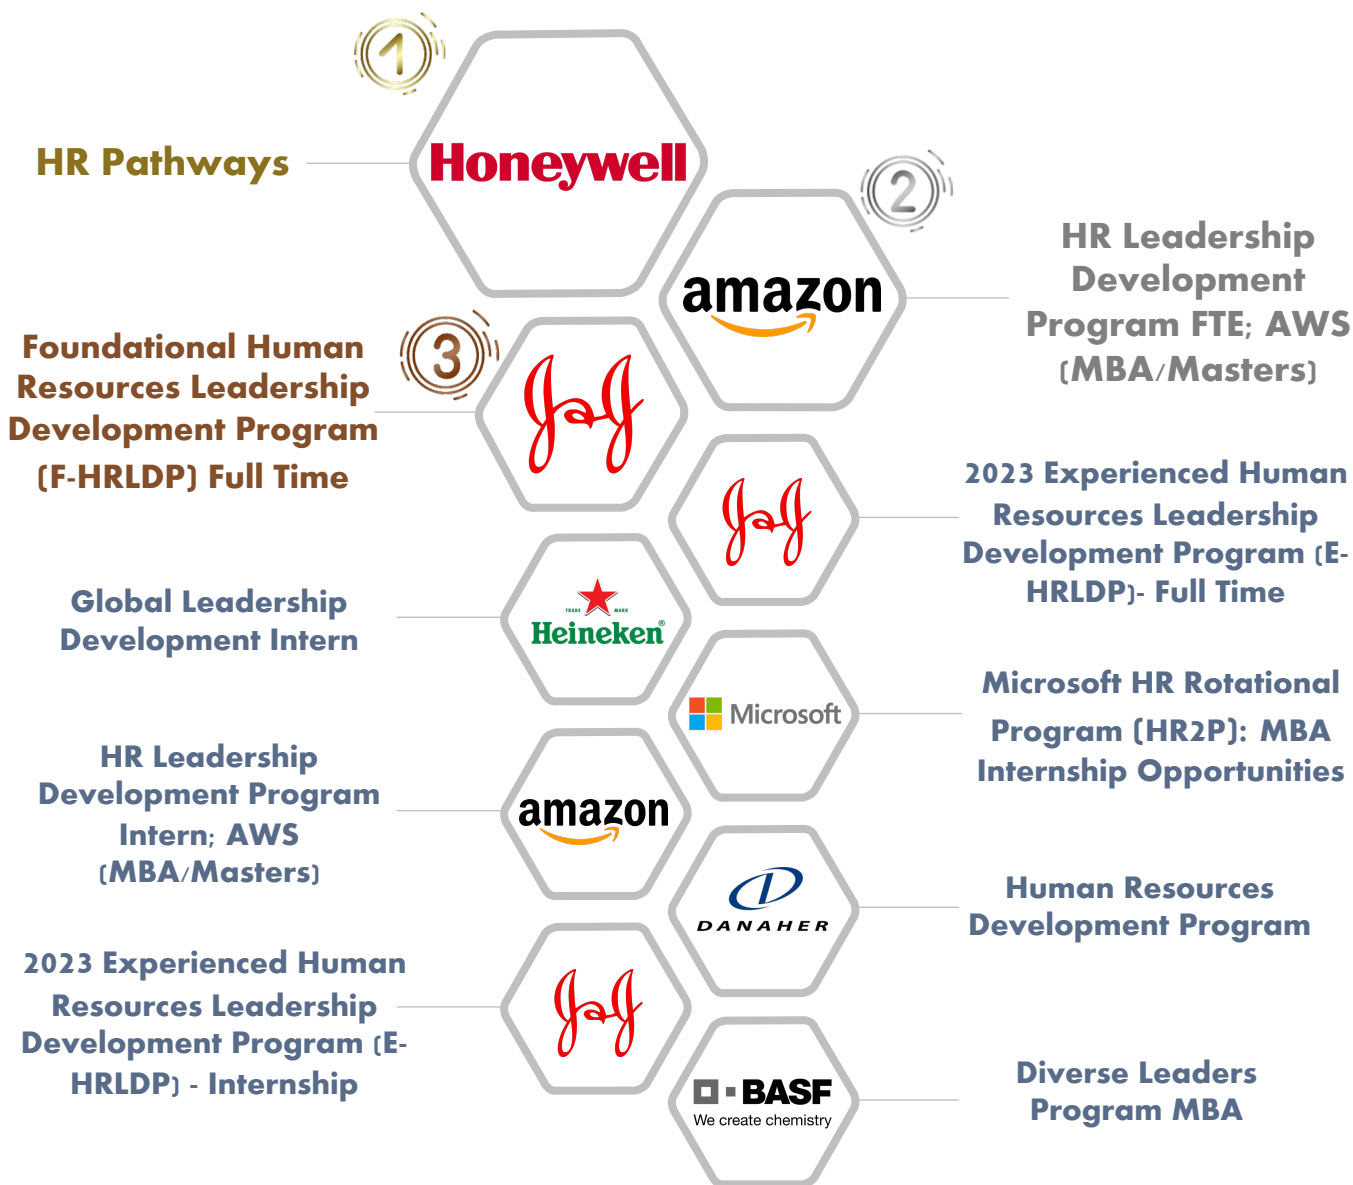 1
HR Pathways
Honeywell
2
amazon
HR Leadership
Development
Program FTE; AWS
(MBA/Masters)
3
Foundational Human
Resources Leadership
Development Program
(F-HRLDP) Full Time
J&J
J&J
2023 Experienced Human
Resources Leadership
Development Program (E-
HRLDP)- Full Time
Global Leadership
Development Intern
TRADE MARK
Heineken®
Microsoft
Microsoft HR Rotational
Program (HR2P): MBA
Internship Opportunities
HR Leadership
Development Program
Intern; AWS
(MBA/Masters)
amazon
DANAHER
Human Resources
Development Program
2023 Experienced Human
Resources Leadership
Development Program (E-
HRLDP) - Internship
J&J
BASF
We create chemistry
Diverse Leaders
Program MBA